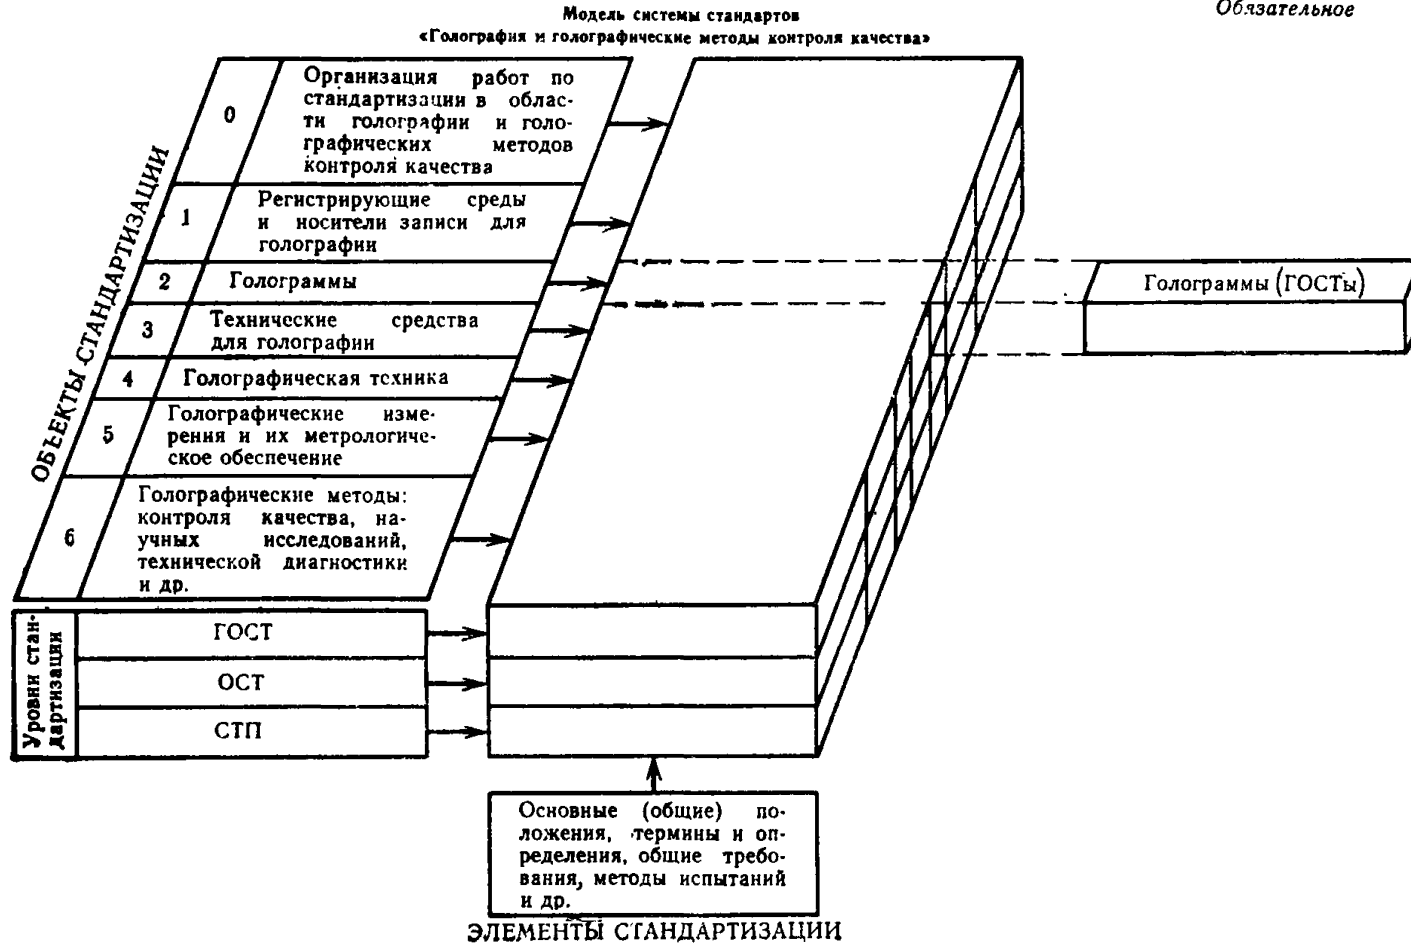 Обязательное
Модель системы стандартов
«Голография и голографические методы контроля качества»
ОБЪЕКТЫ СТАНДАРТИЗАЦИИ
0
Организация работ по
стандартизации в облас-
ти голографии и голо-
графических методов
контроля качества
1
Регистрирующие среды
и носители записи для
голографии
2
Голограммы
3
Технические средства
для голографии
4
Голографическая техника
5
Голографические изме-
рения и их метрологиче-
ское обеспечение
6
Голографические методы:
контроля качества, на-
учных исследований,
технической диагностики
и др.
Голограммы (ГОСТы)
Уровни стан-
дартизации
ГОСТ
ОСТ
СТП
Основные (общие) по-
ложения, термины и оп-
ределения, общие требо-
вания, методы испытаний
и др.
ЭЛЕМЕНТЫ СТАНДАРТИЗАЦИИ